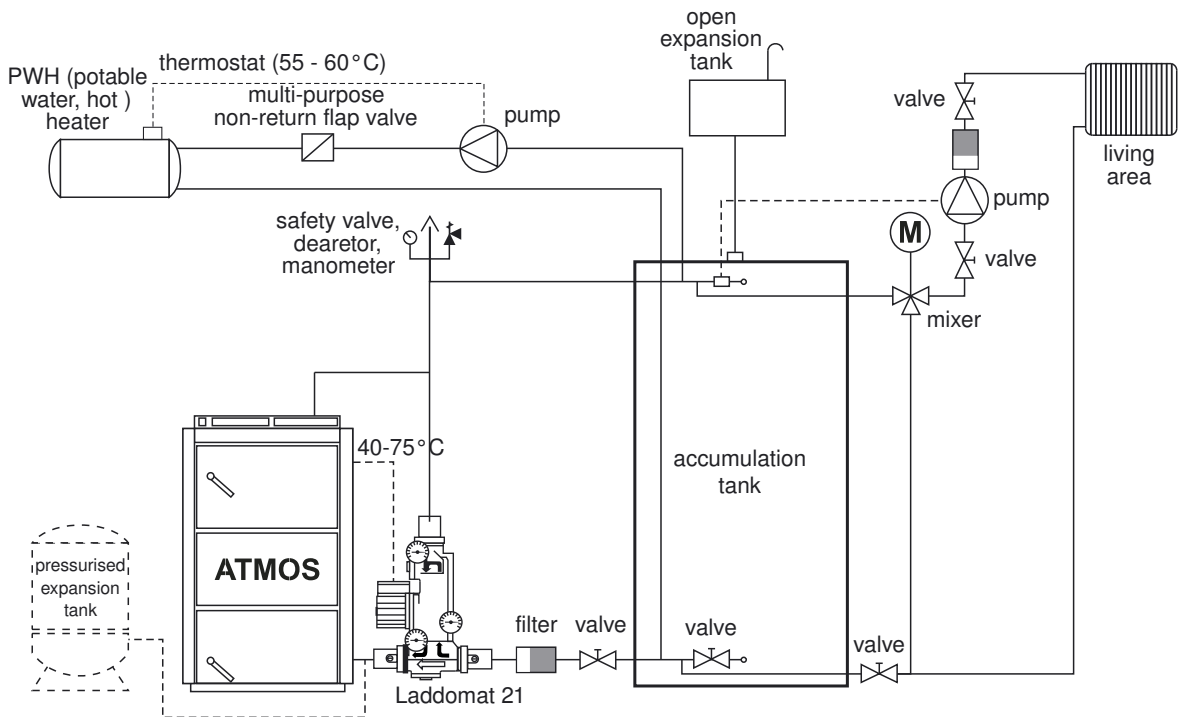 open
expansion
tank
thermostat (55 - 60°C)
PWH (potable
water, hot )
heater
multi-purpose
non-return flap valve
pump
valve
living
area
safety valve,
dearetor,
manometer
pump
M
valve
mixer
40-75°C
accumulation
tank
ATMOS
pressurised
expansion
tank
filter
valve
valve
valve
Laddomat 21